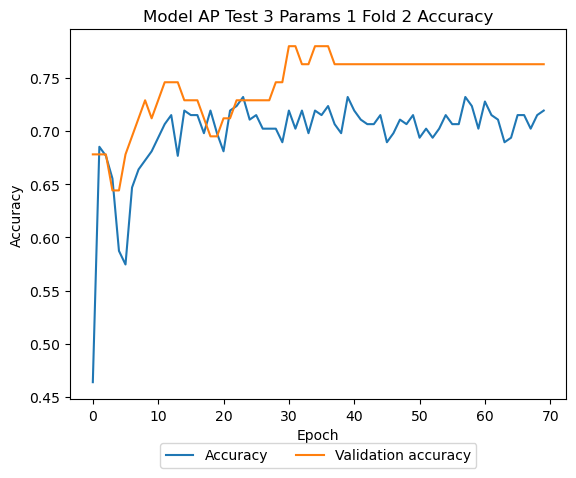 Model AP Test 3 Params 1 Fold 2 Accuracy
Accuracy
0.75
0.70
0.65
0.60
0.55
0.50
0.45
0 10 20 30 40 50 60 70
Epoch
Accuracy Validation accuracy